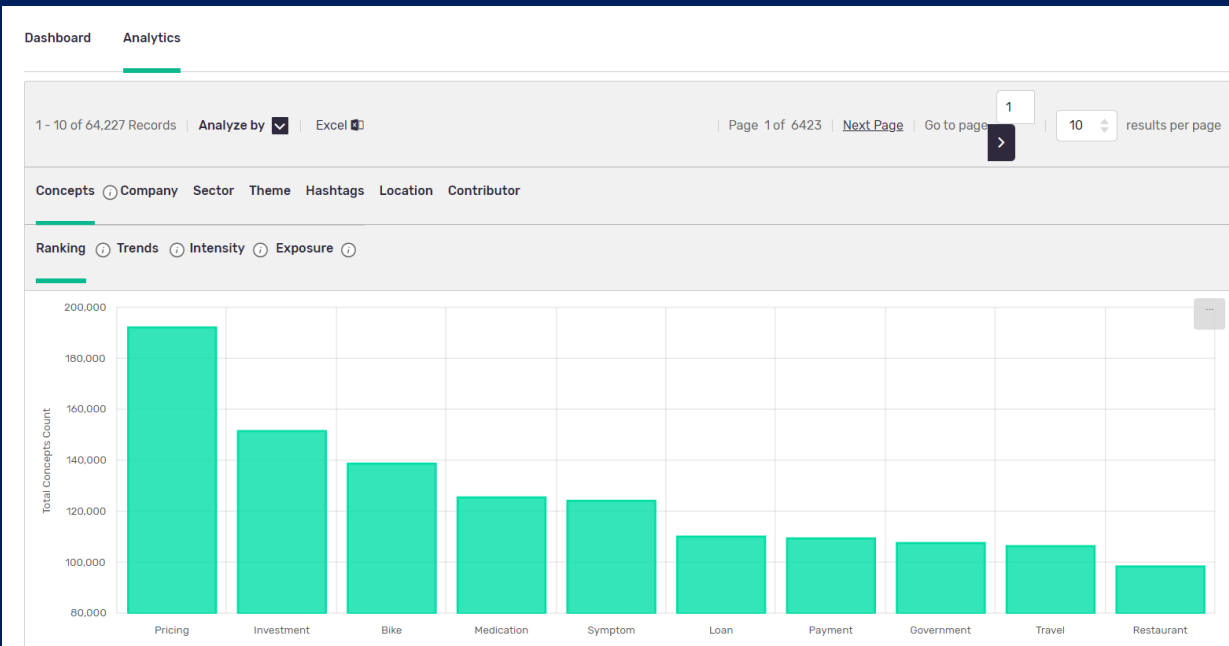 Dashboard Analytics
1 - 10 of 64,227 Records Analyze by Excel Page 1 of 6423 Next Page Go to page 1 10 results per page
Concepts Company Sector Theme Hashtags Location Contributor
Ranking Trends Intensity Exposure
...
Total Concepts Count
200,000
180,000
160,000
140,000
120,000
100,000
80,000
Pricing Investment Bike Medication Symptom Loan Payment Government Travel Restaurant